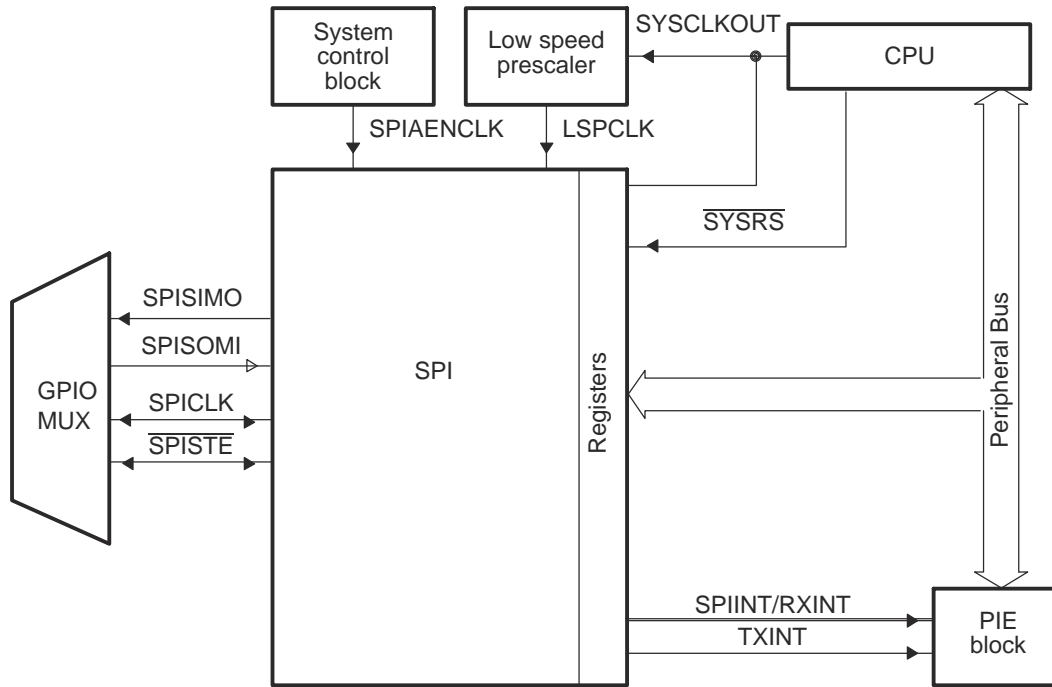 System
control
block
Low speed
prescaler
SYSCLKOUT
CPU
SPIAENCLK
LSPCLK
SYSRS
SPISIMO
SPISOMI
SPICLK
SPISTE
GPIO
MUX
SPI
Registers
Peripheral Bus
SPIINT/RXINT
TXINT
PIE
block